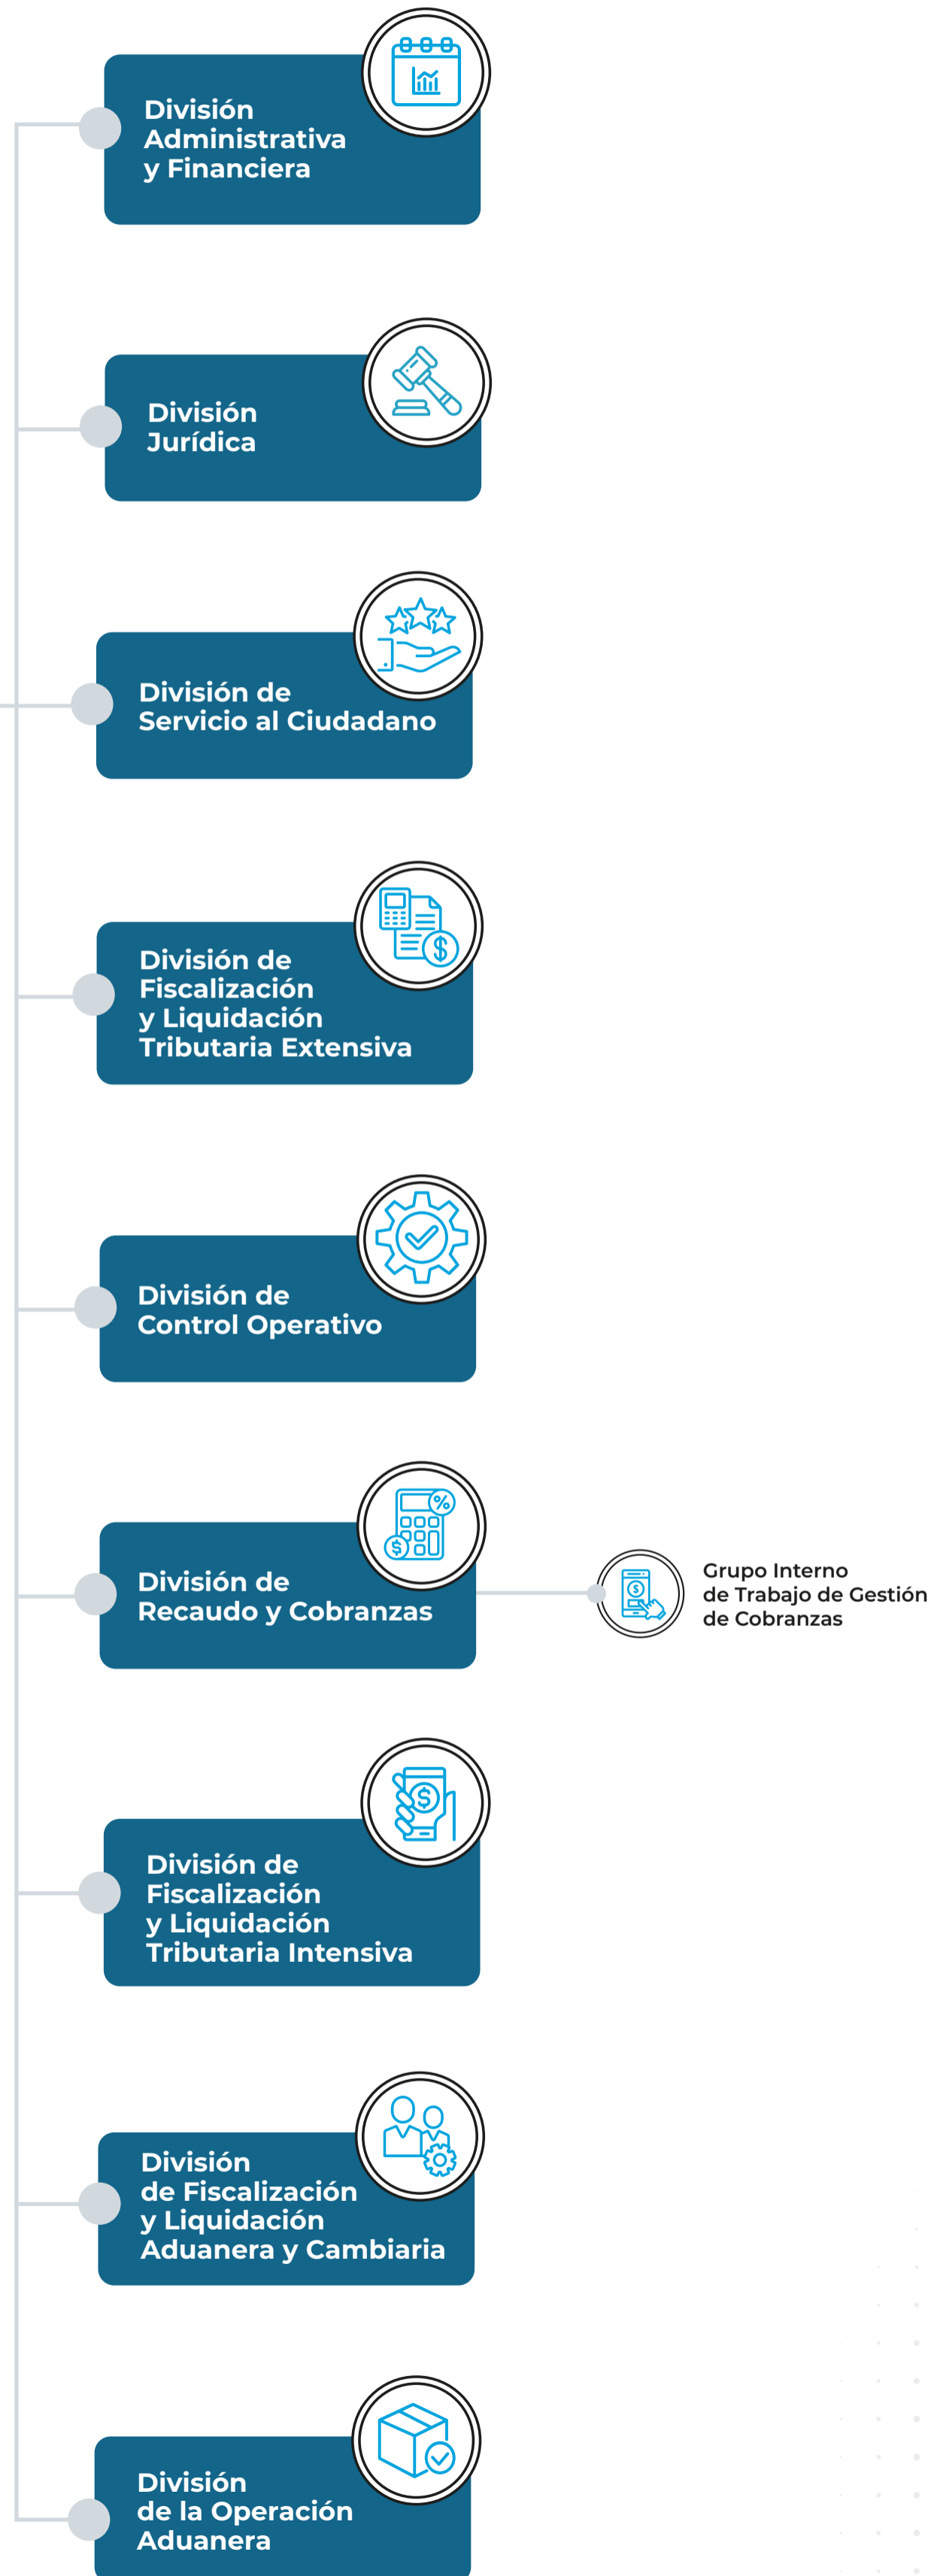 División
Administrativa
y Financiera
División
Jurídica
División de
Servicio al Ciudadano
División de
Fiscalización
y Liquidación
Tributaria Extensiva
División de
Control Operativo
División de
Recaudo y Cobranzas
Grupo Interno
de Trabajo de Gestión
de Cobranzas
División de
Fiscalización
y Liquidación
Tributaria Intensiva
División
de Fiscalización
y Liquidación
Aduanera y Cambiaria
División
de la Operación
Aduanera